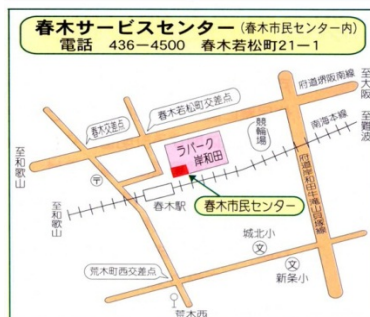 春木サービスセンター(春木市民センター内)
電話 436-4500 春木若松町21-1
至大阪
府道堺阪南線
春木若松町交差点
春木交差点
競輪場
南海本線
至難波
ラパーク
岸和田
至和歌山
〒
春木駅
至和歌山
春木市民センター
府道岸和田牛滝山貝塚線
城北小
文
荒木町西交差点
文
新条小
荒木西